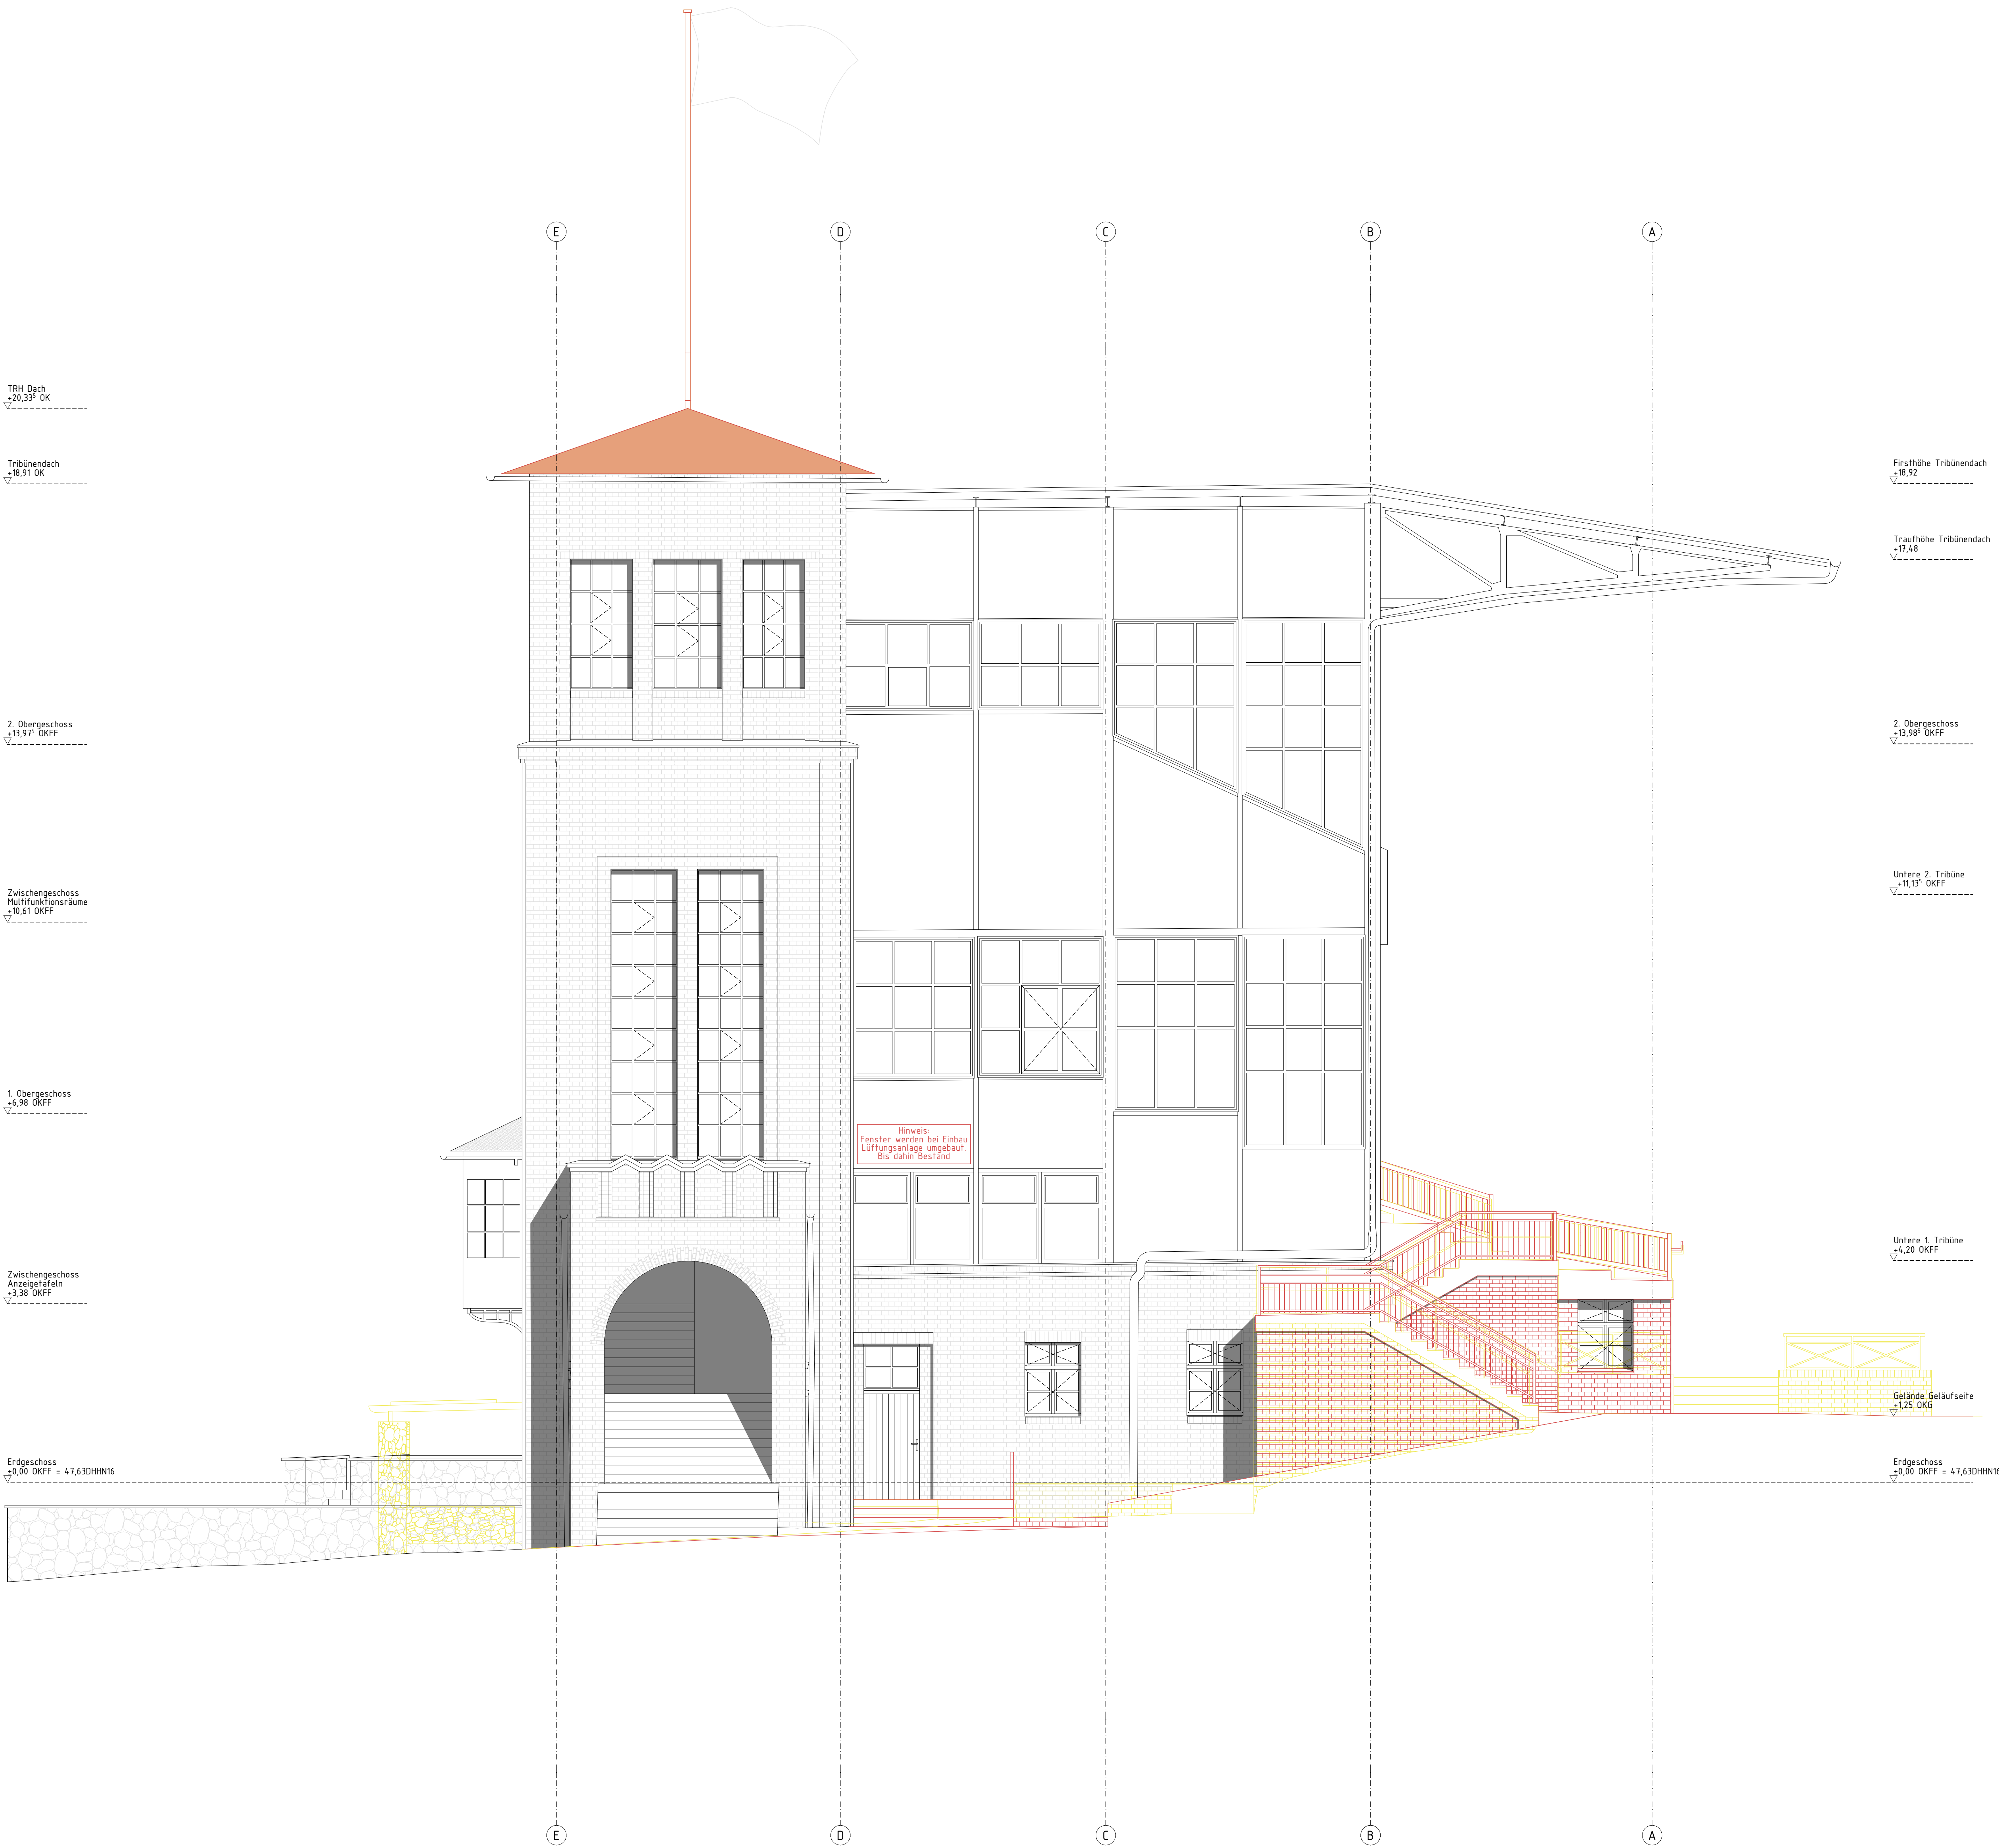 E
D
C
B
A
TRH Dach
+20,33⁵ OK
Tribünendach
+18,91 OK
Firsthöhe Tribünendach
+18,92
Traufhöhe Tribünendach
+17,48
2. Obergeschoss
+13,97⁵ OKFF
2. Obergeschoss
+13,98⁵ OKFF
Zwischengeschoss
Multifunktionsräume
+10,61 OKFF
Untere 2. Tribüne
+11,13⁵ OKFF
1. Obergeschoss
+6,98 OKFF
Hinweis:
Fenster werden bei Einbau
Lüftungsanlage umgebaut.
Bis dahin Bestand
Untere 1. Tribüne
+4,20 OKFF
Zwischengeschoss
Anzeigetafeln
+3,38 OKFF
Gelände Geläufseite
+1,25 OKG
Erdgeschoss
±0,00 OKFF = 47,63DHHN16
Erdgeschoss
±0,00 OKFF = 47,63DHHN16
E
D
C
B
A